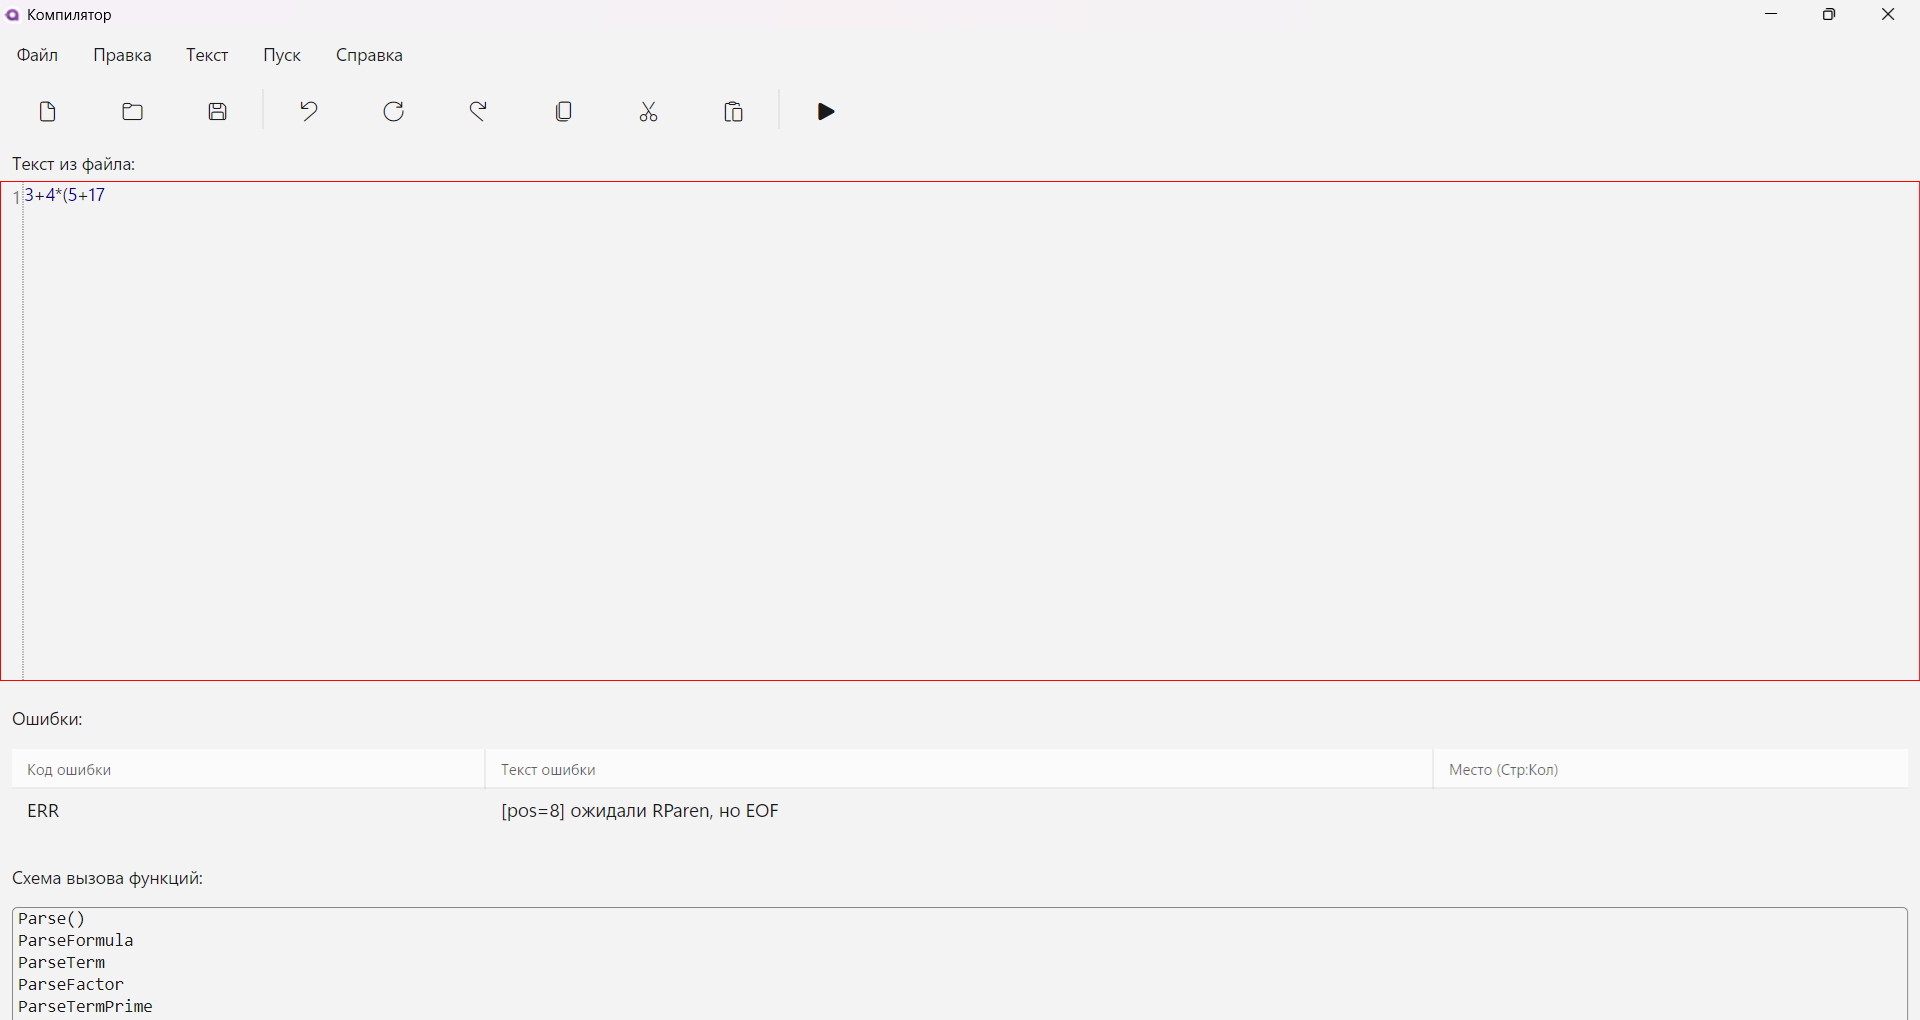 Компилятор
Файл Правка Текст Пуск Справка
Текст из файла:
1 3+4*(5+17
Ошибки:
Код ошибки Текст ошибки Место (Стр:Кол)
ERR [pos=8] ожидали RParen, но EOF
Схема вызова функций:
Parse()
ParseFormula
ParseTerm
ParseFactor
ParseTermPrime